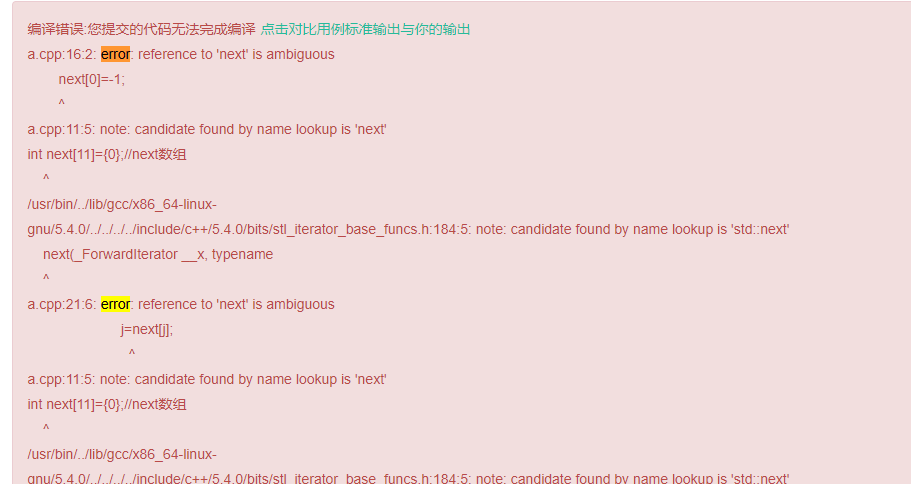 编译错误:您提交的代码无法完成编译 点击对比用例标准输出与你的输出
a.cpp:16:2: error: reference to 'next' is ambiguous
next[0]=-1;
^
a.cpp:11:5: note: candidate found by name lookup is 'next'
int next[11]={0};//next数组
^
/usr/bin/../lib/gcc/x86_64-linux-
gnu/5.4.0/../../../../include/c++/5.4.0/bits/stl_iterator_base_funcs.h:184:5: note: candidate found by name lookup is 'std::next'
next(_ForwardIterator __x, typename
^
a.cpp:21:6: error: reference to 'next' is ambiguous
j=next[j];
^
a.cpp:11:5: note: candidate found by name lookup is 'next'
int next[11]={0};//next数组
^
/usr/bin/../lib/gcc/x86_64-linux-
gnu/5.4.0/../../../../include/c++/5.4.0/bits/stl_iterator_base_funcs.h:184:5: note: candidate found by name lookup is 'std::next'